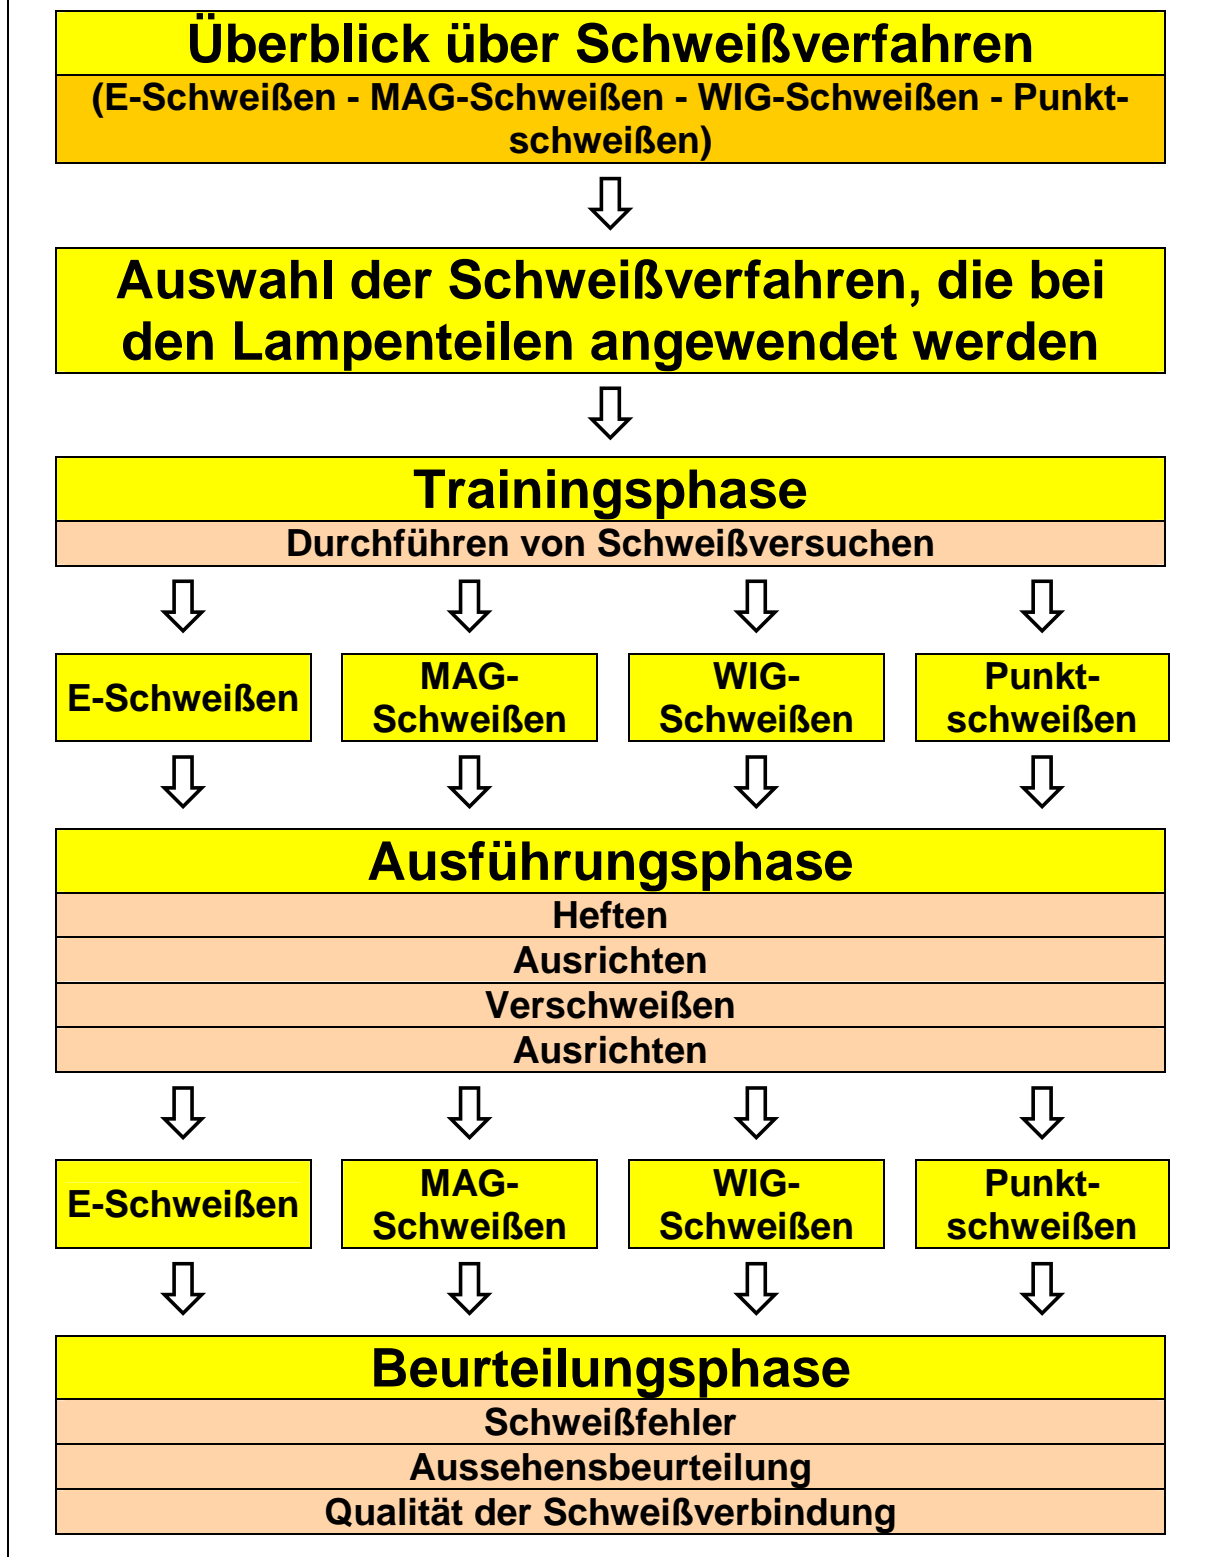 Überblick über Schweißverfahren
(E-Schweißen - MAG-Schweißen - WIG-Schweißen - Punkt-
schweißen)
Auswahl der Schweißverfahren, die bei
den Lampenteilen angewendet werden
Trainingsphase
Durchführen von Schweißversuchen
E-Schweißen
MAG-
Schweißen
WIG-
Schweißen
Punkt-
schweißen
Ausführungsphase
Heften
Ausrichten
Verschweißen
Ausrichten
E-Schweißen
MAG-
Schweißen
WIG-
Schweißen
Punkt-
schweißen
Beurteilungsphase
Schweißfehler
Aussehensbeurteilung
Qualität der Schweißverbindung